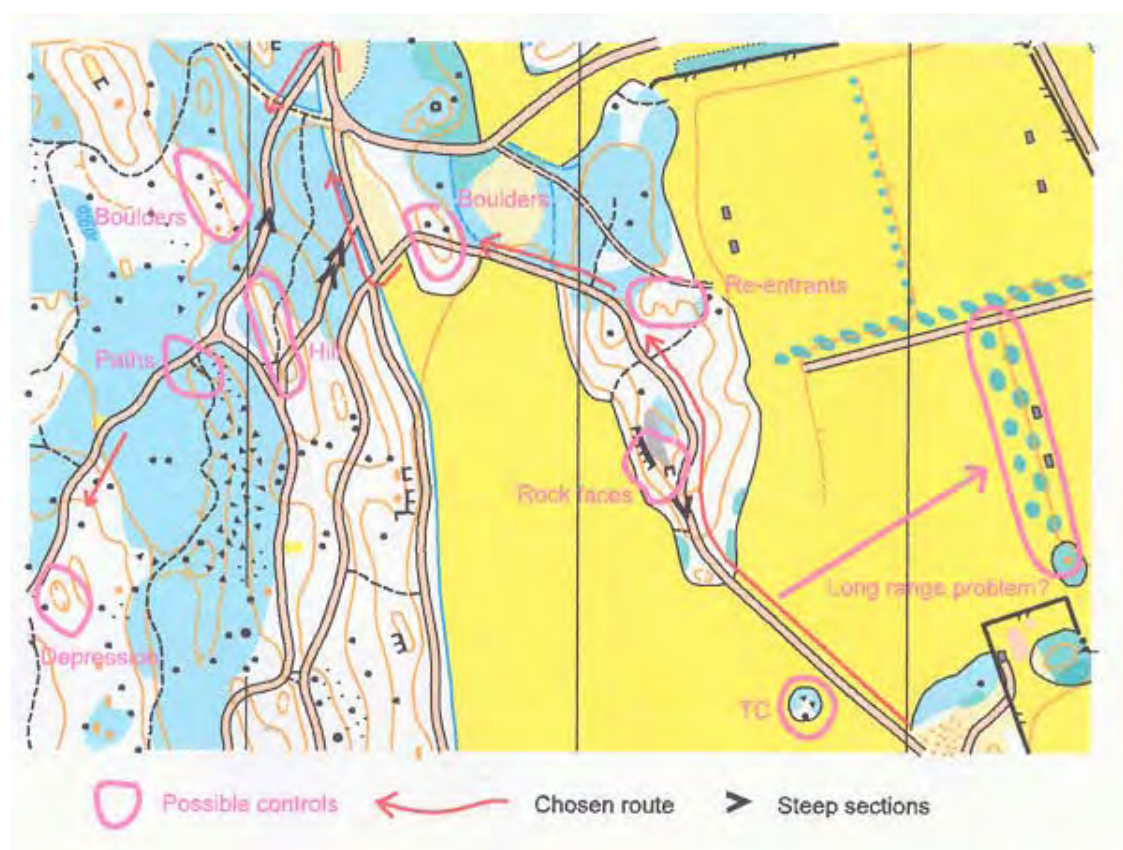 Boulders
Boulders
Re-entrants
Paths
Hill
Rock faces
Long range problem?
Depression
TC
Possible controls
Chosen route
Steep sections